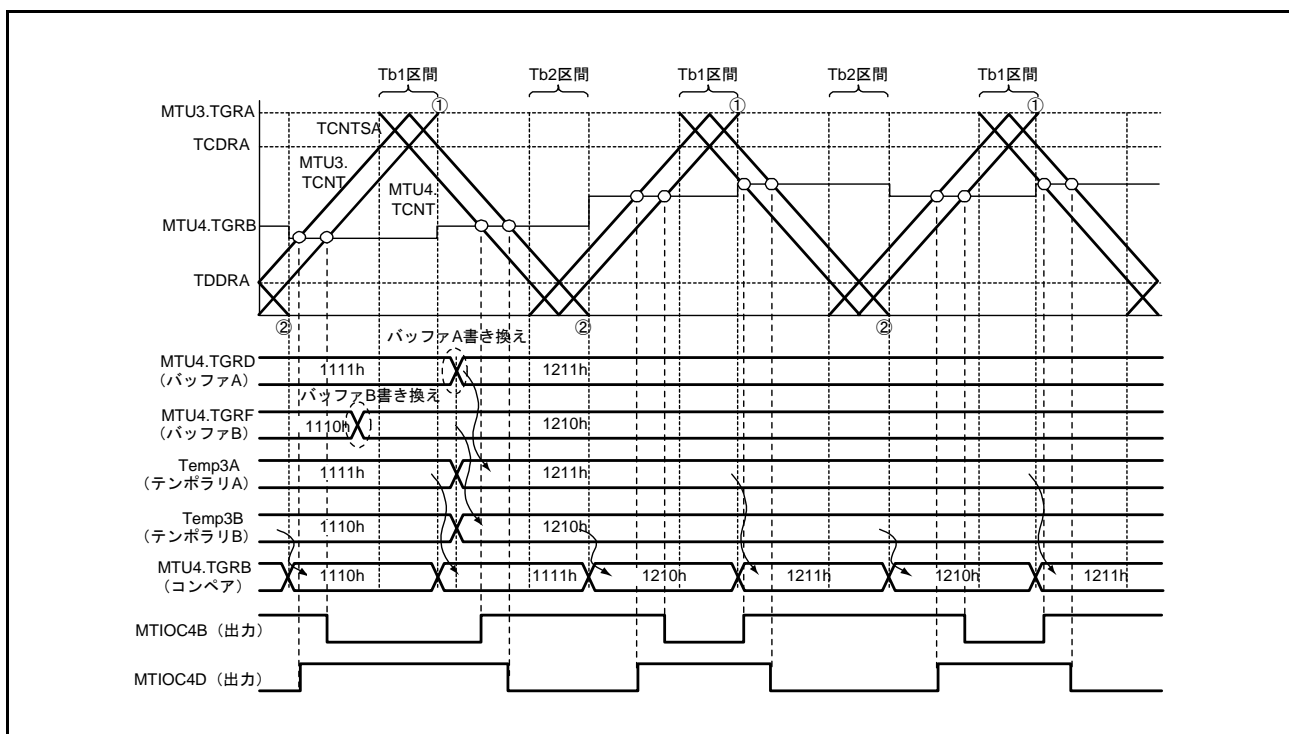 Tb1区間 Tb2区間 Tb1区間 Tb2区間 Tb1区間
MTU3.TGRA ① ① ①
TCNTSA
TCDRA
MTU3.
TCNT
MTU4.
TCNT
MTU4.TGRB
TDDRA
② ② ②
バッファA書き換え
MTU4.TGRD
(バッファA)
1111h 1211h
バッファB書き換え
MTU4.TGRF
(バッファB)
1110h 1210h
Temp3A
(テンポラリA)
1111h 1211h
Temp3B
(テンポラリB)
1110h 1210h
MTU4.TGRB
(コンペア)
1110h 1111h 1210h 1211h 1210h 1211h
MTIOC4B(出力)
MTIOC4D(出力)